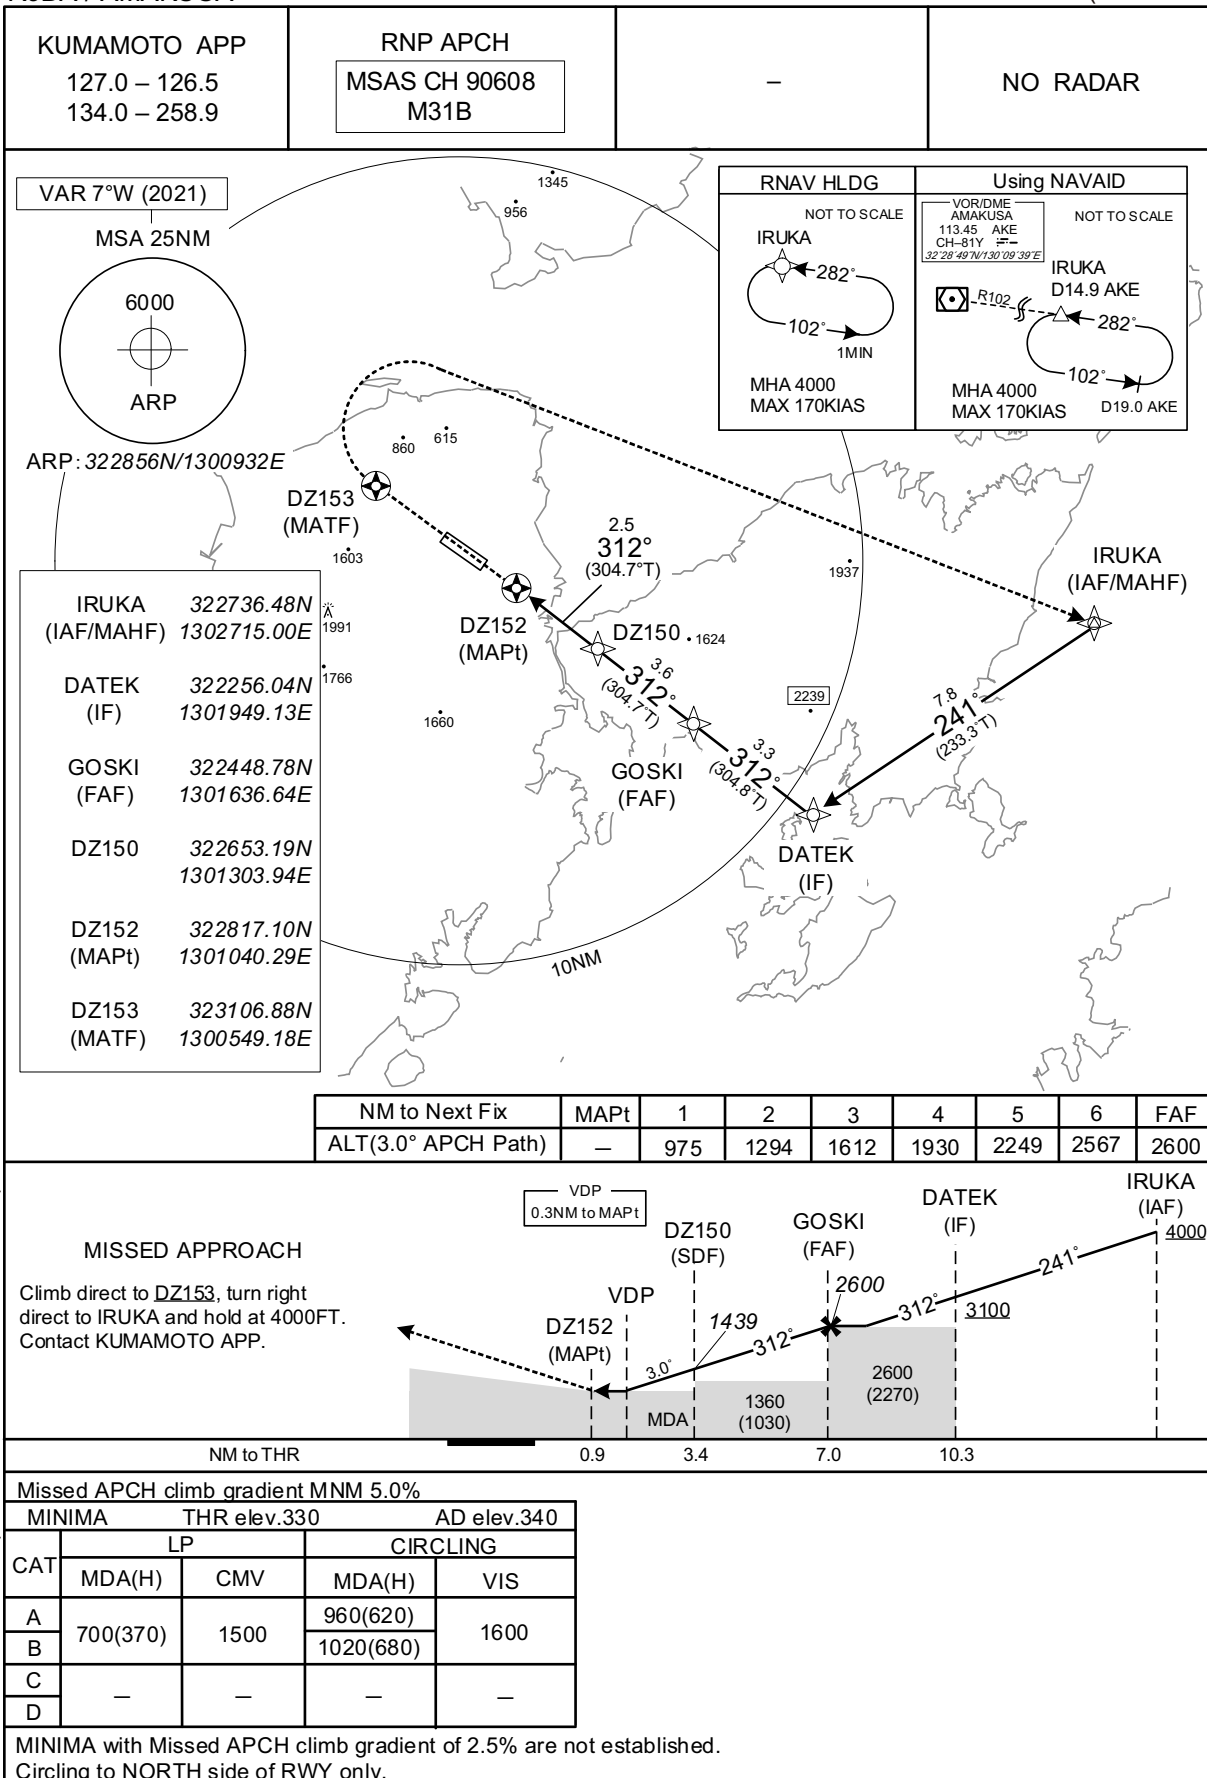 KUMAMOTO APP
127.0 – 126.5
134.0 – 258.9
RNP APCH
MSAS CH 90608
M31B
–
NO RADAR
VAR 7°W (2021)
MSA 25NM
6000
ARP
ARP: 322856N/1300932E
1345
956
RNAV HLDG
NOT TO SCALE
IRUKA
282°
102°
1MIN
MHA 4000
MAX 170KIAS
Using NAVAID
VOR/DME
AMAKUSA
113.45 AKE
CH–81Y
32°28'49"N/130°09'39"E
NOT TO SCALE
IRUKA
D14.9 AKE
R102
282°
102°
MHA 4000
MAX 170KIAS
D19.0 AKE
860
615
DZ153
(MATF)
1603
2.5
312°
(304.7°T)
1937
IRUKA
(IAF/MAHF)
DZ152
(MAPt)
DZ150
1624
1991
1766
1660
3.6
312°
(304.7°T)
2239
7.8
241°
(233.3°T)
GOSKI
(FAF)
3.3
312°
(304.8°T)
DATEK
(IF)
10NM
IRUKA 322736.48N
(IAF/MAHF) 1302715.00E
DATEK 322256.04N
(IF) 1301949.13E
GOSKI 322448.78N
(FAF) 1301636.64E
DZ150 322653.19N
1301303.94E
DZ152 322817.10N
(MAPt) 1301040.29E
DZ153 323106.88N
(MATF) 1300549.18E
NM to Next Fix MAPt 1 2 3 4 5 6 FAF
ALT(3.0° APCH Path) – 975 1294 1612 1930 2249 2567 2600
MISSED APPROACH
Climb direct to DZ153, turn right
direct to IRUKA and hold at 4000FT.
Contact KUMAMOTO APP.
VDP
0.3NM to MAPt
DZ150
(SDF)
GOSKI
(FAF)
DATEK
(IF)
IRUKA
(IAF)
4000
241°
2600
312°
3100
VDP
DZ152
(MAPt)
1439
312°
3.0°
2600
(2270)
1360
(1030)
MDA
NM to THR 0.9 3.4 7.0 10.3
Missed APCH climb gradient MNM 5.0%
MINIMA THR elev.330 AD elev.340
CAT LP CIRCLING
MDA(H) CMV MDA(H) VIS
A 700(370) 1500 960(620) 1600
B 1020(680)
C – – – –
D
MINIMA with Missed APCH climb gradient of 2.5% are not established.
Circling to NORTH side of RWY only.